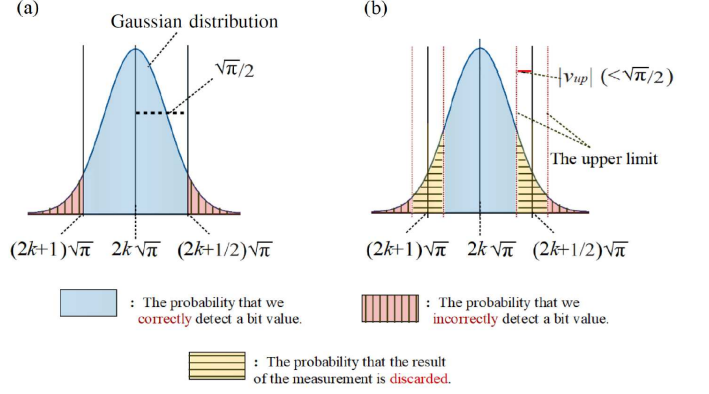 (a)
Gaussian distribution
√π/2
(2k+1)√π 2k√π (2k+1/2)√π
(b)
|vup| (<√π/2)
The upper limit
(2k+1)√π 2k√π (2k+1/2)√π
: The probability that we
correctly detect a bit value.
: The probability that we
incorrectly detect a bit value.
: The probability that the result
of the measurement is discarded.